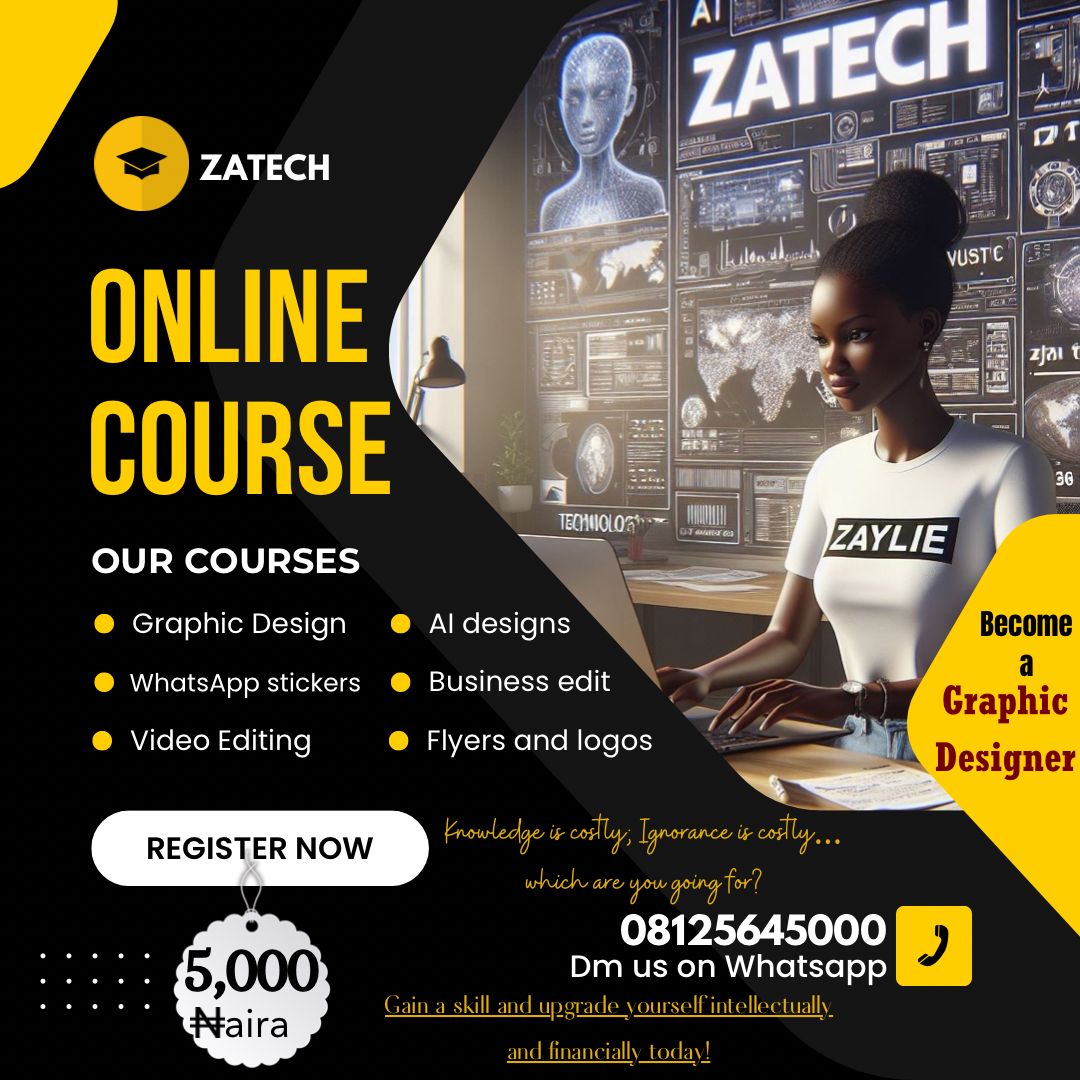 AI
ZATECH
ZATECH
ONLINE
COURSE
VUSTC
TECHNOLOG
ZAYLIE
OUR COURSES
Graphic Design
AI designs
WhatsApp stickers
Business edit
Video Editing
Flyers and logos
Become
a
Graphic
Designer
REGISTER NOW
Knowledge is costly; Ignorance is costly...
which are you going for?
08125645000
Dm us on Whatsapp
5,000
₦aira
Gain a skill and upgrade yourself intellectually
and financially today!